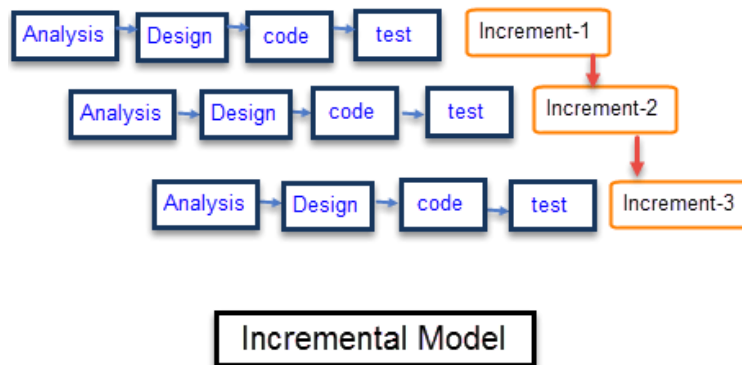 Analysis Design code test Increment-1
Analysis Design code test Increment-2
Analysis Design code test Increment-3
Incremental Model